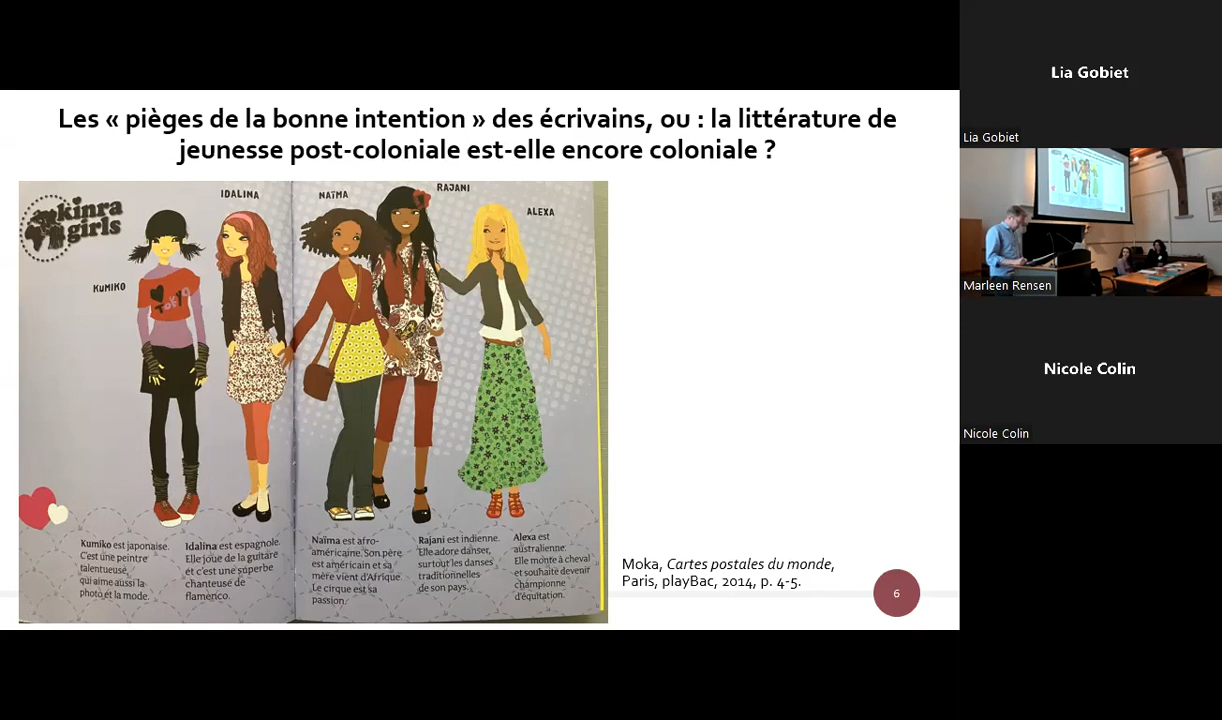 Les « pièges de la bonne intention » des écrivains, ou : la littérature de
jeunesse post-coloniale est-elle encore coloniale ?
kinra
girls
KUMIKO
IDALINA
NAÏMA
RAJANI
ALEXA
TOKYO
Kumiko est japonaise.
C'est une peintre
talentueuse,
qui aime aussi la
photo et la mode.
Idalina est espagnole.
Elle joue de la guitare
et c'est une superbe
chanteuse de
flamenco.
Naïma est afro-
américaine. Son père
est américain et sa
mère vient d'Afrique.
Le cirque est sa
passion.
Rajani est indienne.
Elle adore danser,
surtout les danses
traditionnelles
de son pays.
Alexa est
australienne.
Elle monte à cheval
et souhaite devenir
championne
d'équitation.
Moka, Cartes postales du monde,
Paris, playBac, 2014, p. 4-5.
6
Lia Gobiet
Lia Gobiet
Marleen Rensen
Nicole Colin
Nicole Colin